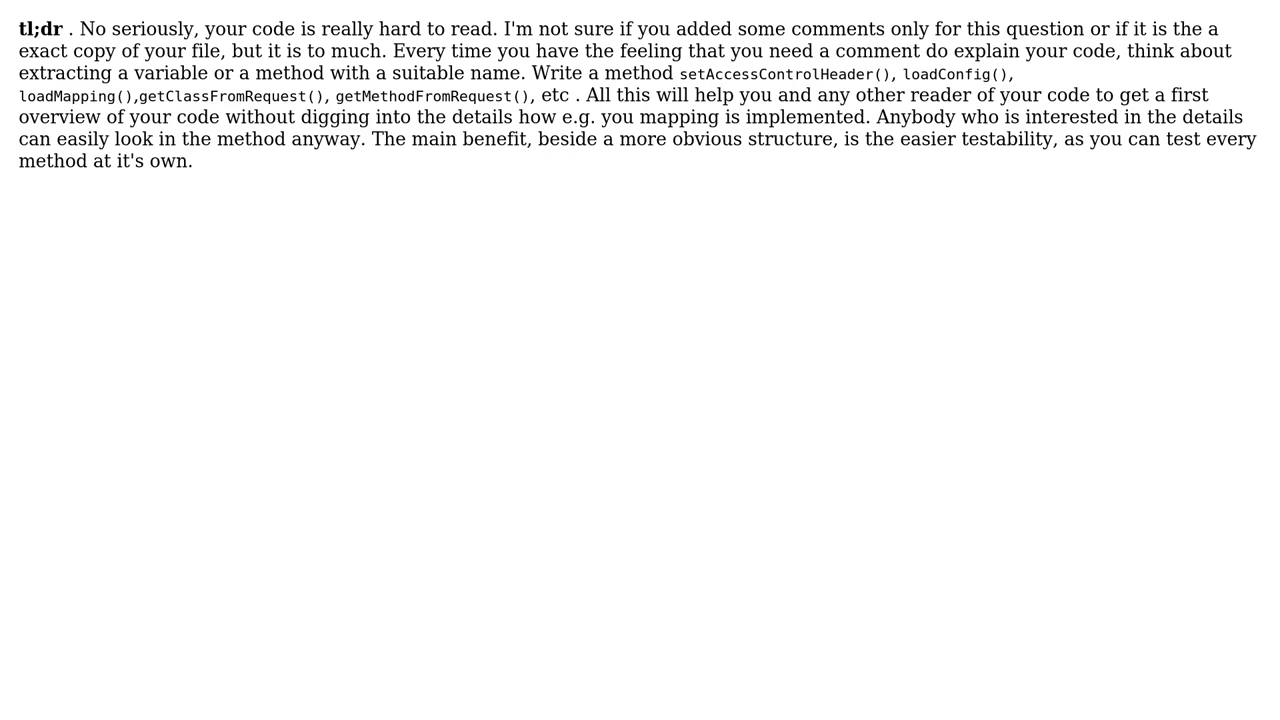 tl;dr . No seriously, your code is really hard to read. I'm not sure if you added some comments only for this question or if it is the a
exact copy of your file, but it is to much. Every time you have the feeling that you need a comment do explain your code, think about
extracting a variable or a method with a suitable name. Write a method setAccessControlHeader(), loadConfig(),
loadMapping(),getClassFromRequest(), getMethodFromRequest(), etc . All this will help you and any other reader of your code to get a first
overview of your code without digging into the details how e.g. you mapping is implemented. Anybody who is interested in the details
can easily look in the method anyway. The main benefit, beside a more obvious structure, is the easier testability, as you can test every
method at it's own.